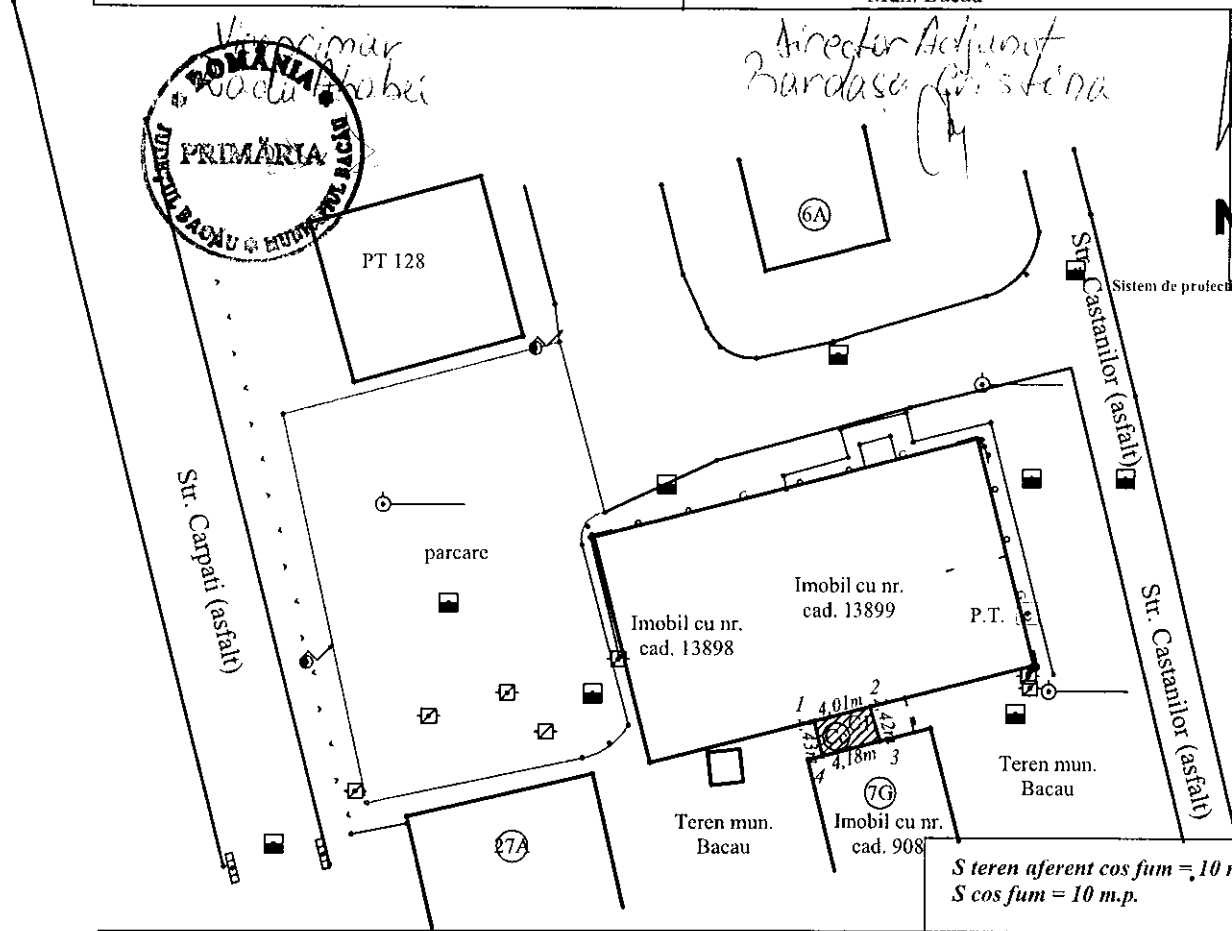 Mun. Bacau
Viceprimar
Director Adjunct
Cristina
ROMÂNIA
PRIMĂRIA
JUDEȚUL BACĂU
MUNICIPIUL BACĂU
6A
N
PT 128
Sistem de proiect
Str. Castanilor (asfalt)
Str. Carpati (asfalt)
parcare
Imobil cu nr.
cad. 13899
Imobil cu nr.
cad. 13898
P.T.
Str. Castanilor (asfalt)
1
4,01m
2
,43m
,42m
4
4,18m
3
7G
Imobil cu nr.
cad. 908
Teren mun.
Bacau
Teren mun.
Bacau
27A
S teren aferent cos fum = 10 m
S cos fum = 10 m.p.